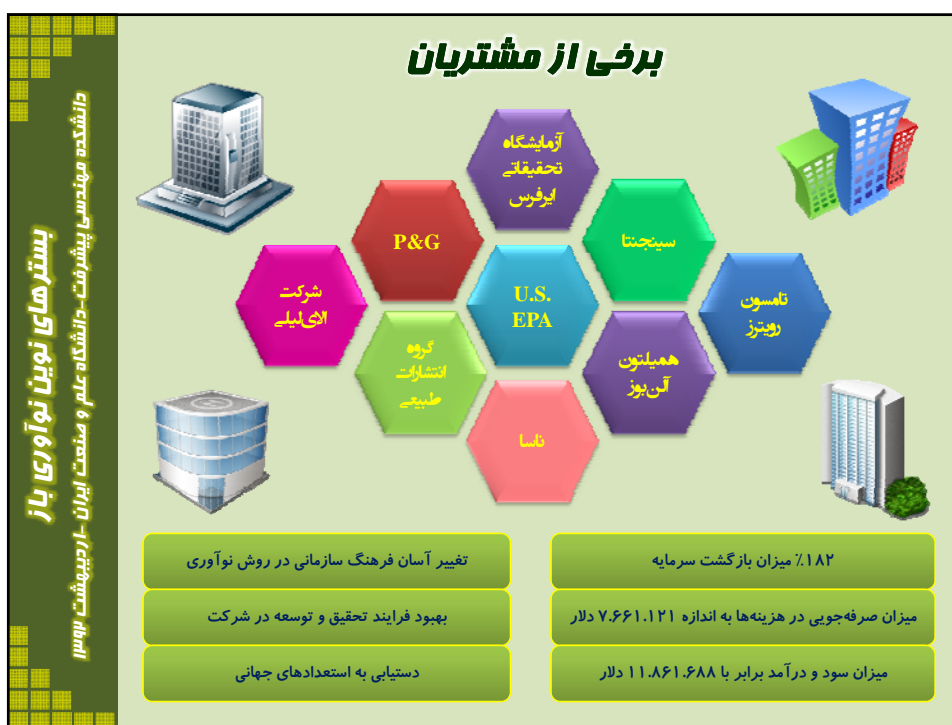 برخی از مشتریان
آزمایشگاه
تحقیقاتی
ایرفرس
P&G
سینجنتا
شرکت
الای‌لیلی
U.S.
EPA
تامسون
رویترز
گروه
انتشارات
طبیعی
همیلتون
آلن‌بوز
ناسا
۱۸۲٪ میزان بازگشت سرمایه
تغییر آسان فرهنگ سازمانی در روش نوآوری
میزان صرفه‌جویی در هزینه‌ها به اندازه ۷.۶۶۱.۱۲۱ دلار
بهبود فرایند تحقیق و توسعه در شرکت
میزان سود و درآمد برابر با ۱۱.۸۶۱.۶۸۸ دلار
دستیابی به استعدادهای جهانی
بسترهای نوین نوآوری باز
دانشکده مهندسی پیشرفت-دانشگاه علم و صنعت ایران -اردیبهشت ۱۳۹۲